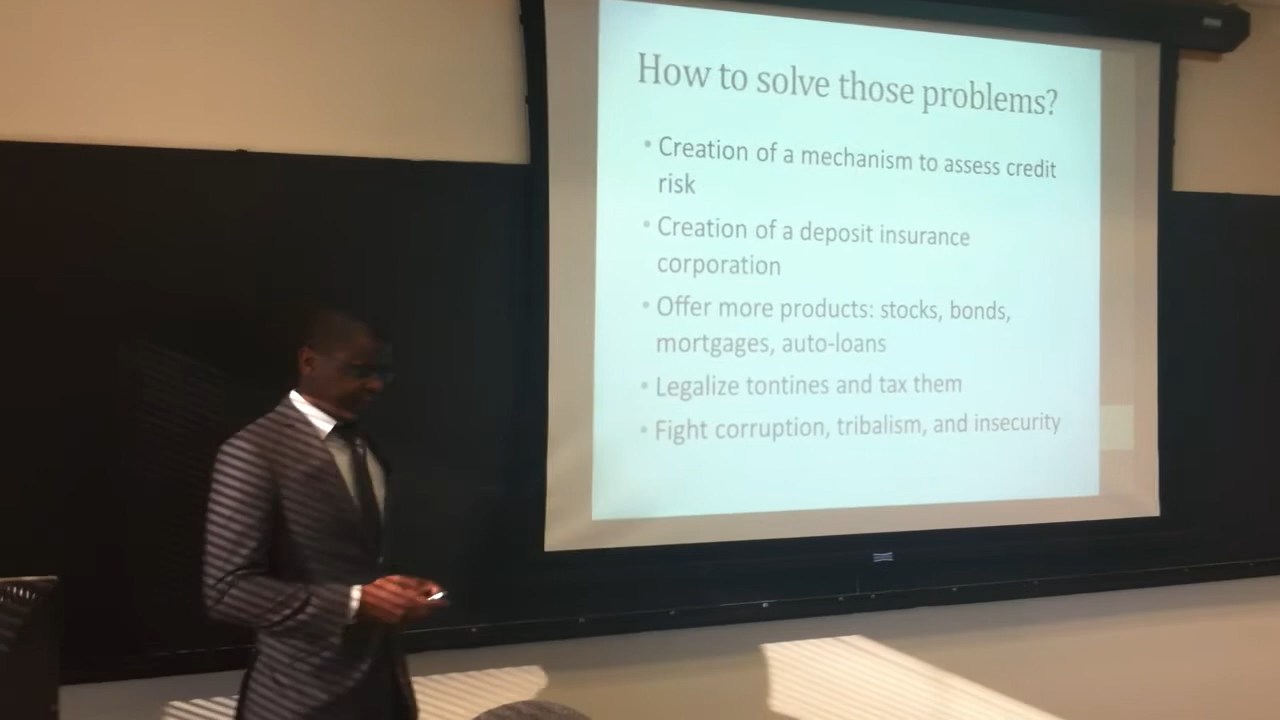 How to solve those problems?
• Creation of a mechanism to assess credit
risk
• Creation of a deposit insurance
corporation
• Offer more products: stocks, bonds,
mortgages, auto-loans
• Legalize tontines and tax them
• Fight corruption, tribalism, and insecurity